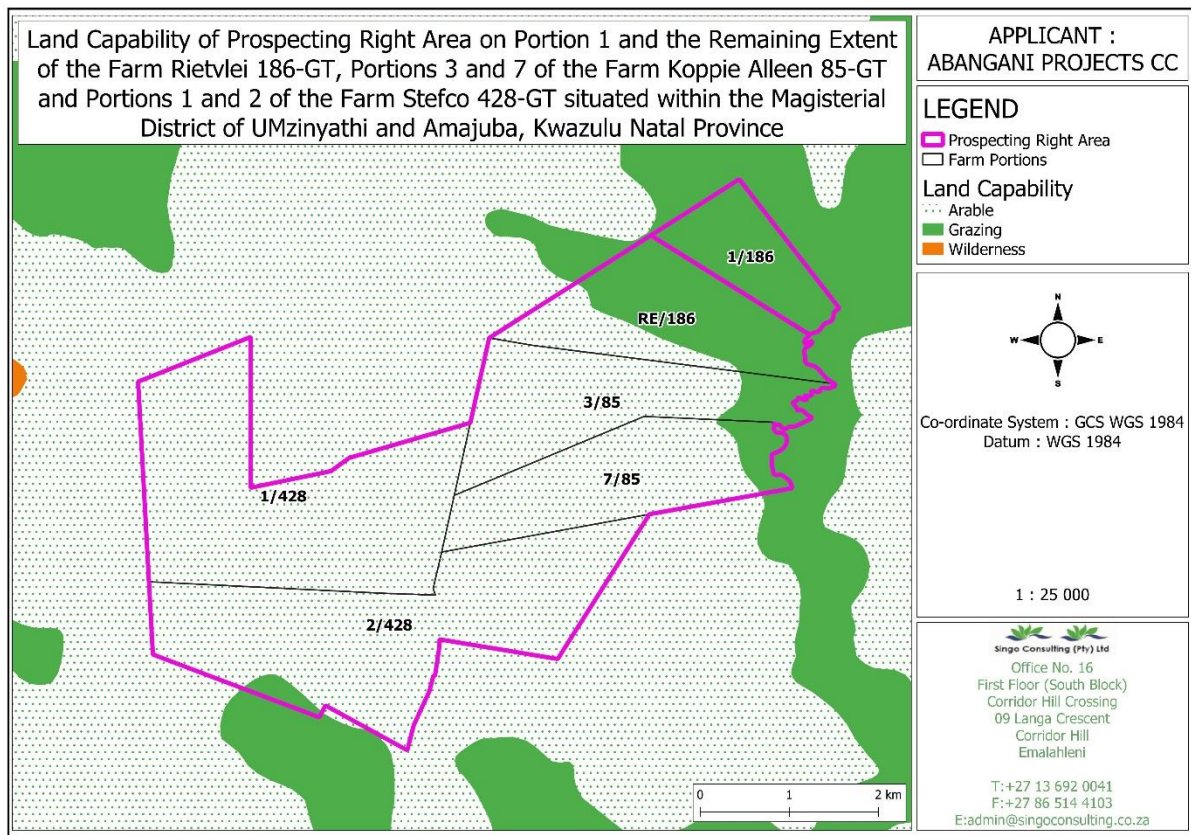 Land Capability of Prospecting Right Area on Portion 1 and the Remaining Extent
of the Farm Rietvlei 186-GT, Portions 3 and 7 of the Farm Koppie Alleen 85-GT
and Portions 1 and 2 of the Farm Stefco 428-GT situated within the Magisterial
District of UMzinyathi and Amajuba, Kwazulu Natal Province
1/186
RE/186
3/85
7/85
1/428
2/428
0 1 2 km
APPLICANT :
ABANGANI PROJECTS CC
LEGEND
Prospecting Right Area
Farm Portions
Land Capability
Arable
Grazing
Wilderness
N
W E
S
Co-ordinate System : GCS WGS 1984
Datum : WGS 1984
1 : 25 000
Singo Consulting (Pty) Ltd
Office No. 16
First Floor (South Block)
Corridor Hill Crossing
09 Langa Crescent
Corridor Hill
Emalahleni
T:+27 13 692 0041
F:+27 86 514 4103
E:admin@singoconsulting.co.za